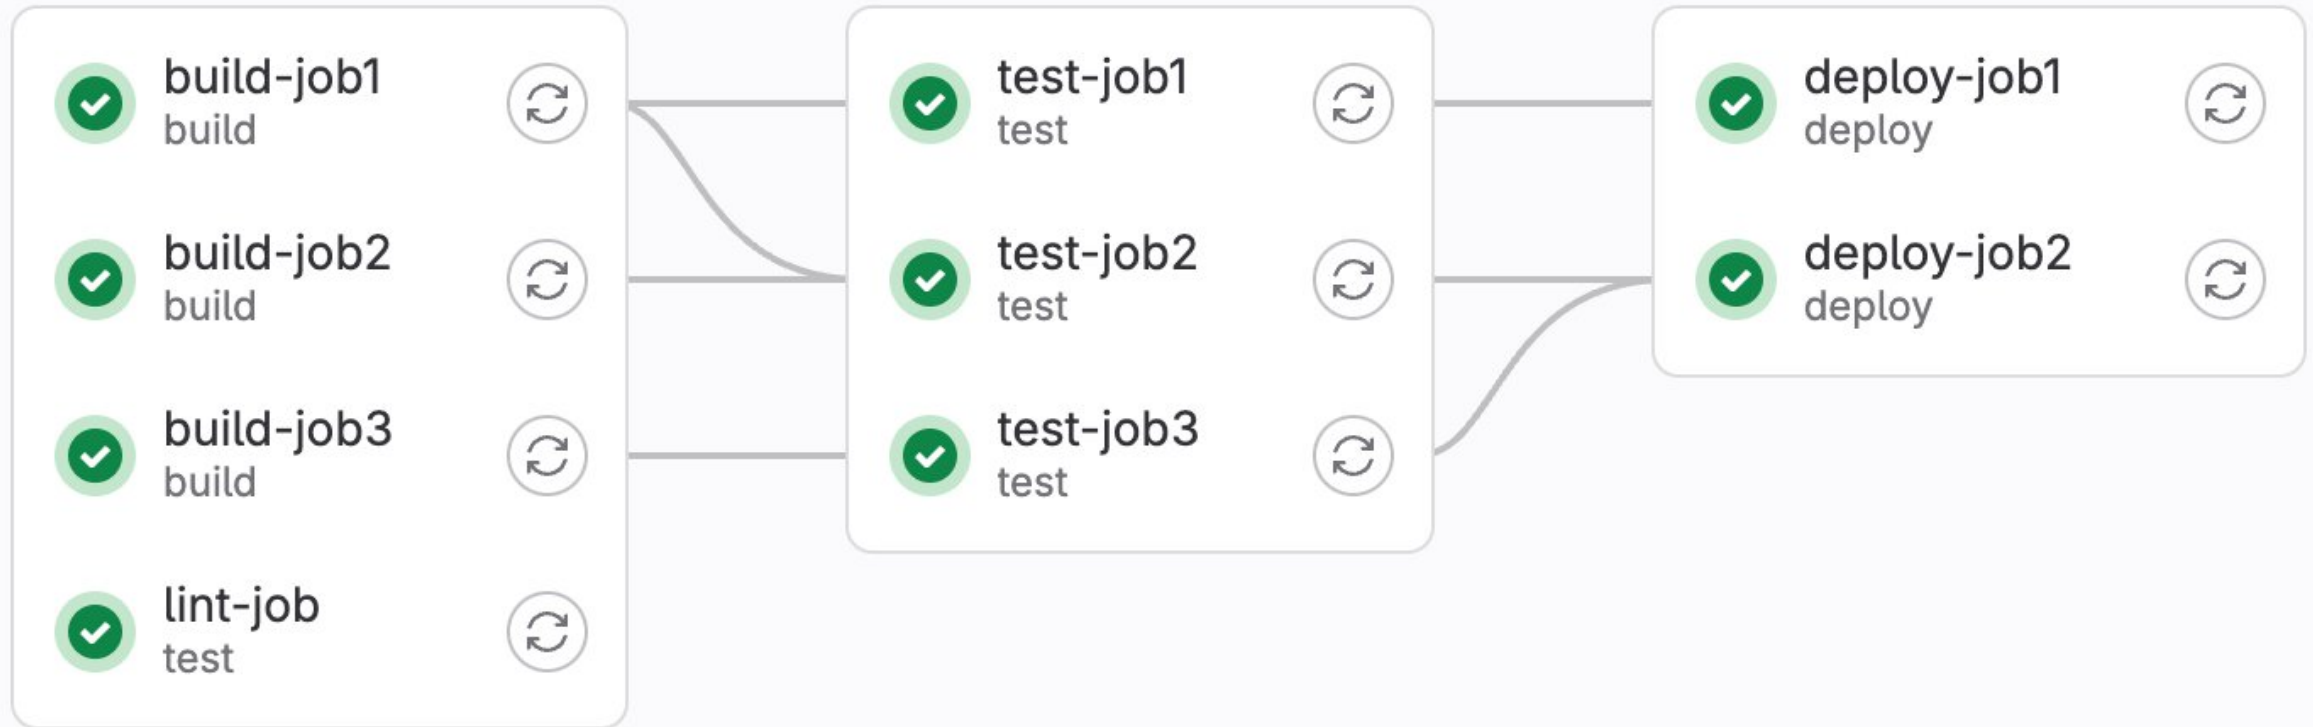 build-job1
build
build-job2
build
build-job3
build
lint-job
test
test-job1
test
test-job2
test
test-job3
test
deploy-job1
deploy
deploy-job2
deploy